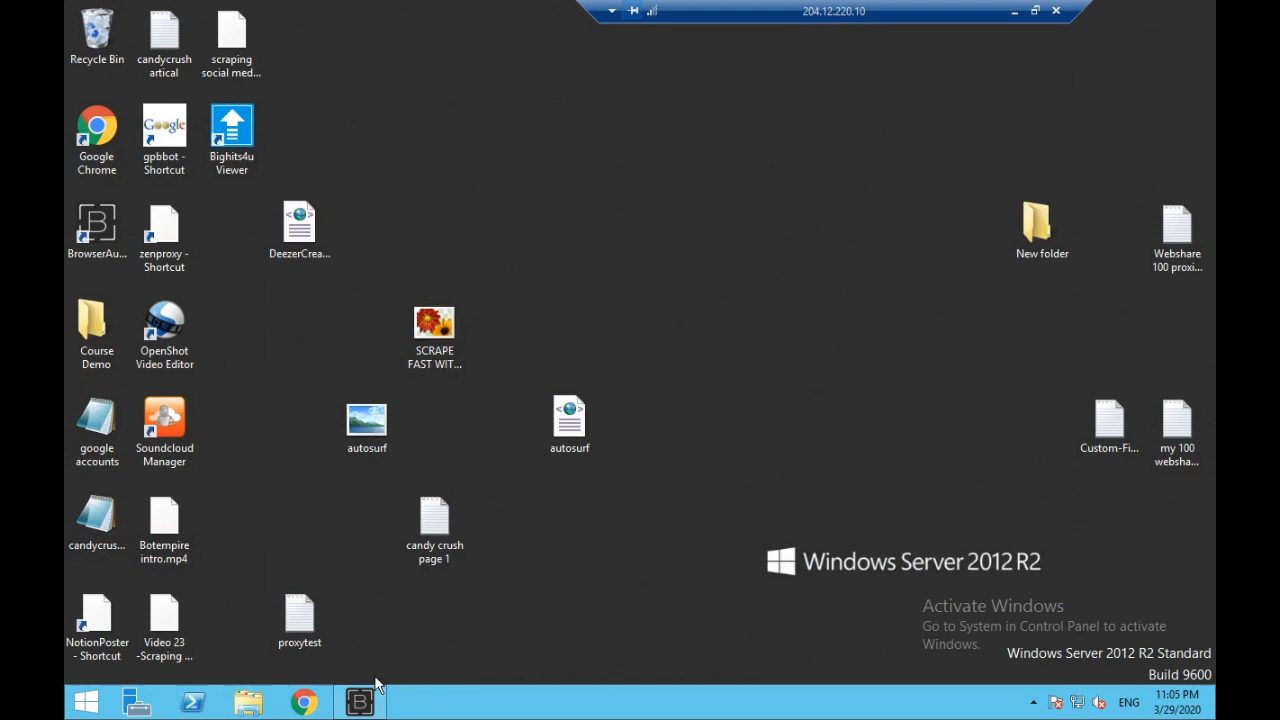 204.12.220.10
Recycle Bin
candycrush
artical
scraping
social med...
Google
Chrome
Google
gpbbot -
Shortcut
Bighits4u
Viewer
BrowserAu...
zenproxy -
Shortcut
DeezerCrea...
New folder
Webshare
100 proxi...
Course
Demo
OpenShot
Video Editor
SCRAPE
FAST WIT...
google
accounts
Soundcloud
Manager
autosurf
autosurf
Custom-Fi...
my 100
websha...
candycrus...
Botempire
intro.mp4
candy crush
page 1
Windows Server 2012 R2
NotionPoster
- Shortcut
Video 23
-Scraping ...
proxytest
Activate Windows
Go to System in Control Panel to activate
Windows.
Windows Server 2012 R2 Standard
Build 9600
B
ENG
11:05 PM
3/29/2020